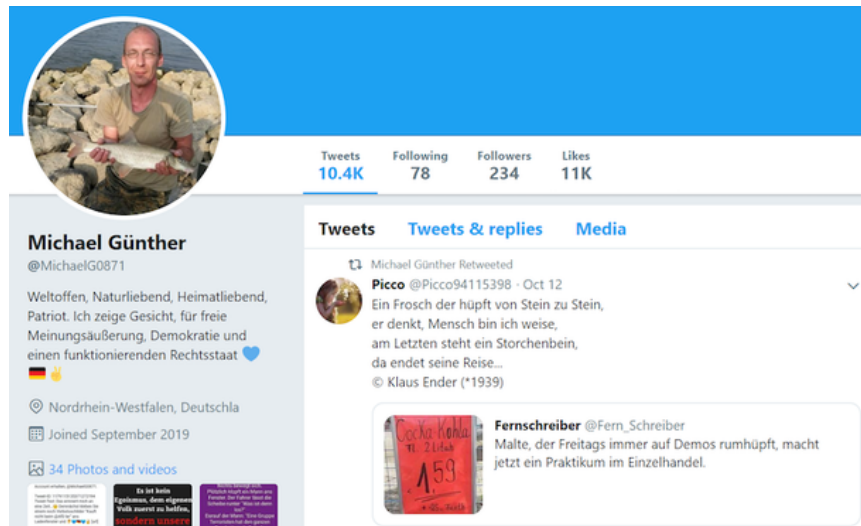 Tweets Following Followers Likes
10.4K 78 234 11K
Michael Günther
@MichaelG0871
Weltoffen, Naturliebend, Heimatliebend,
Patriot. Ich zeige Gesicht, für freie
Meinungsäußerung, Demokratie und
einen funktionierenden Rechtsstaat 💙
🇩🇪✌️
Nordrhein-Westfalen, Deutschla
Joined September 2019
34 Photos and videos
Es ist kein
Egoismus, dem eigenen
Volk zuerst zu helfen,
sondern unsere
Tweets Tweets & replies Media
Michael Günther Retweeted
Picco @Picco94115398 · Oct 12
Ein Frosch der hüpft von Stein zu Stein,
er denkt, Mensch bin ich weise,
am Letzten steht ein Storchenbein,
da endet seine Reise...
© Klaus Ender (*1939)
Cocka Kohla
1,59
Fernschreiber @Fern_Schreiber
Malte, der Freitags immer auf Demos rumhüpft, macht
jetzt ein Praktikum im Einzelhandel.